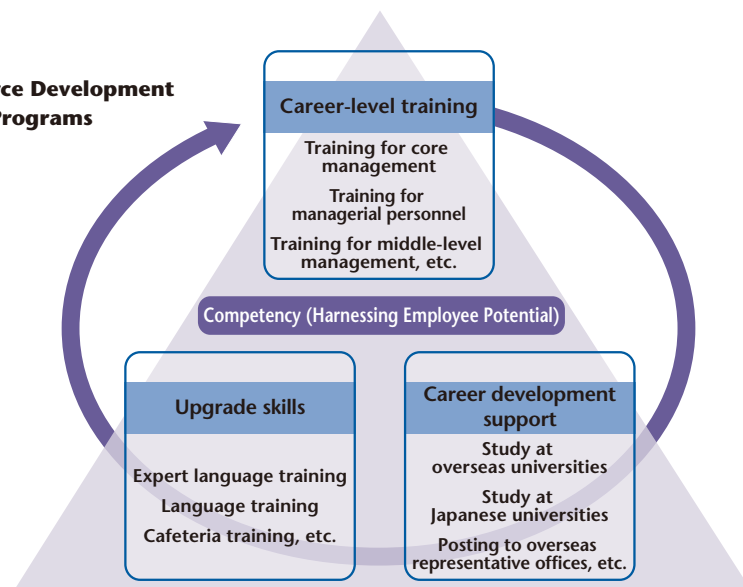 rce Development
Programs
Career-level training
Training for core
management
Training for
managerial personnel
Training for middle-level
management, etc.
Competency (Harnessing Employee Potential)
Upgrade skills
Expert language training
Language training
Cafeteria training, etc.
Career development
support
Study at
overseas universities
Study at
Japanese universities
Posting to overseas
representative offices, etc.